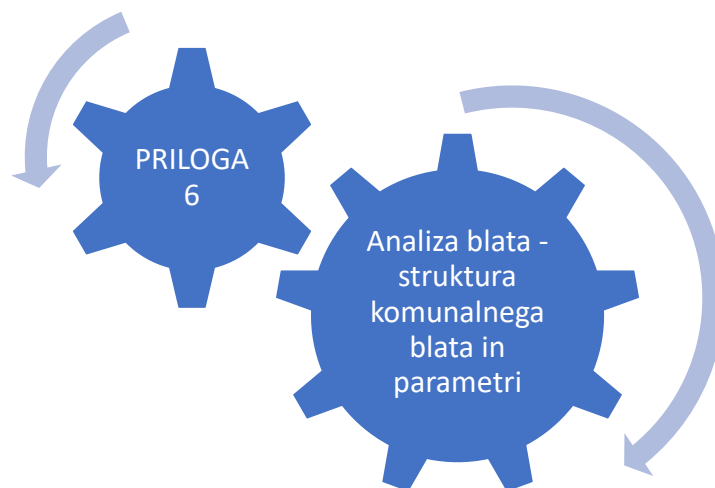 PRILOGA
6
Analiza blata -
struktura
komunalnega
blata in
parametri